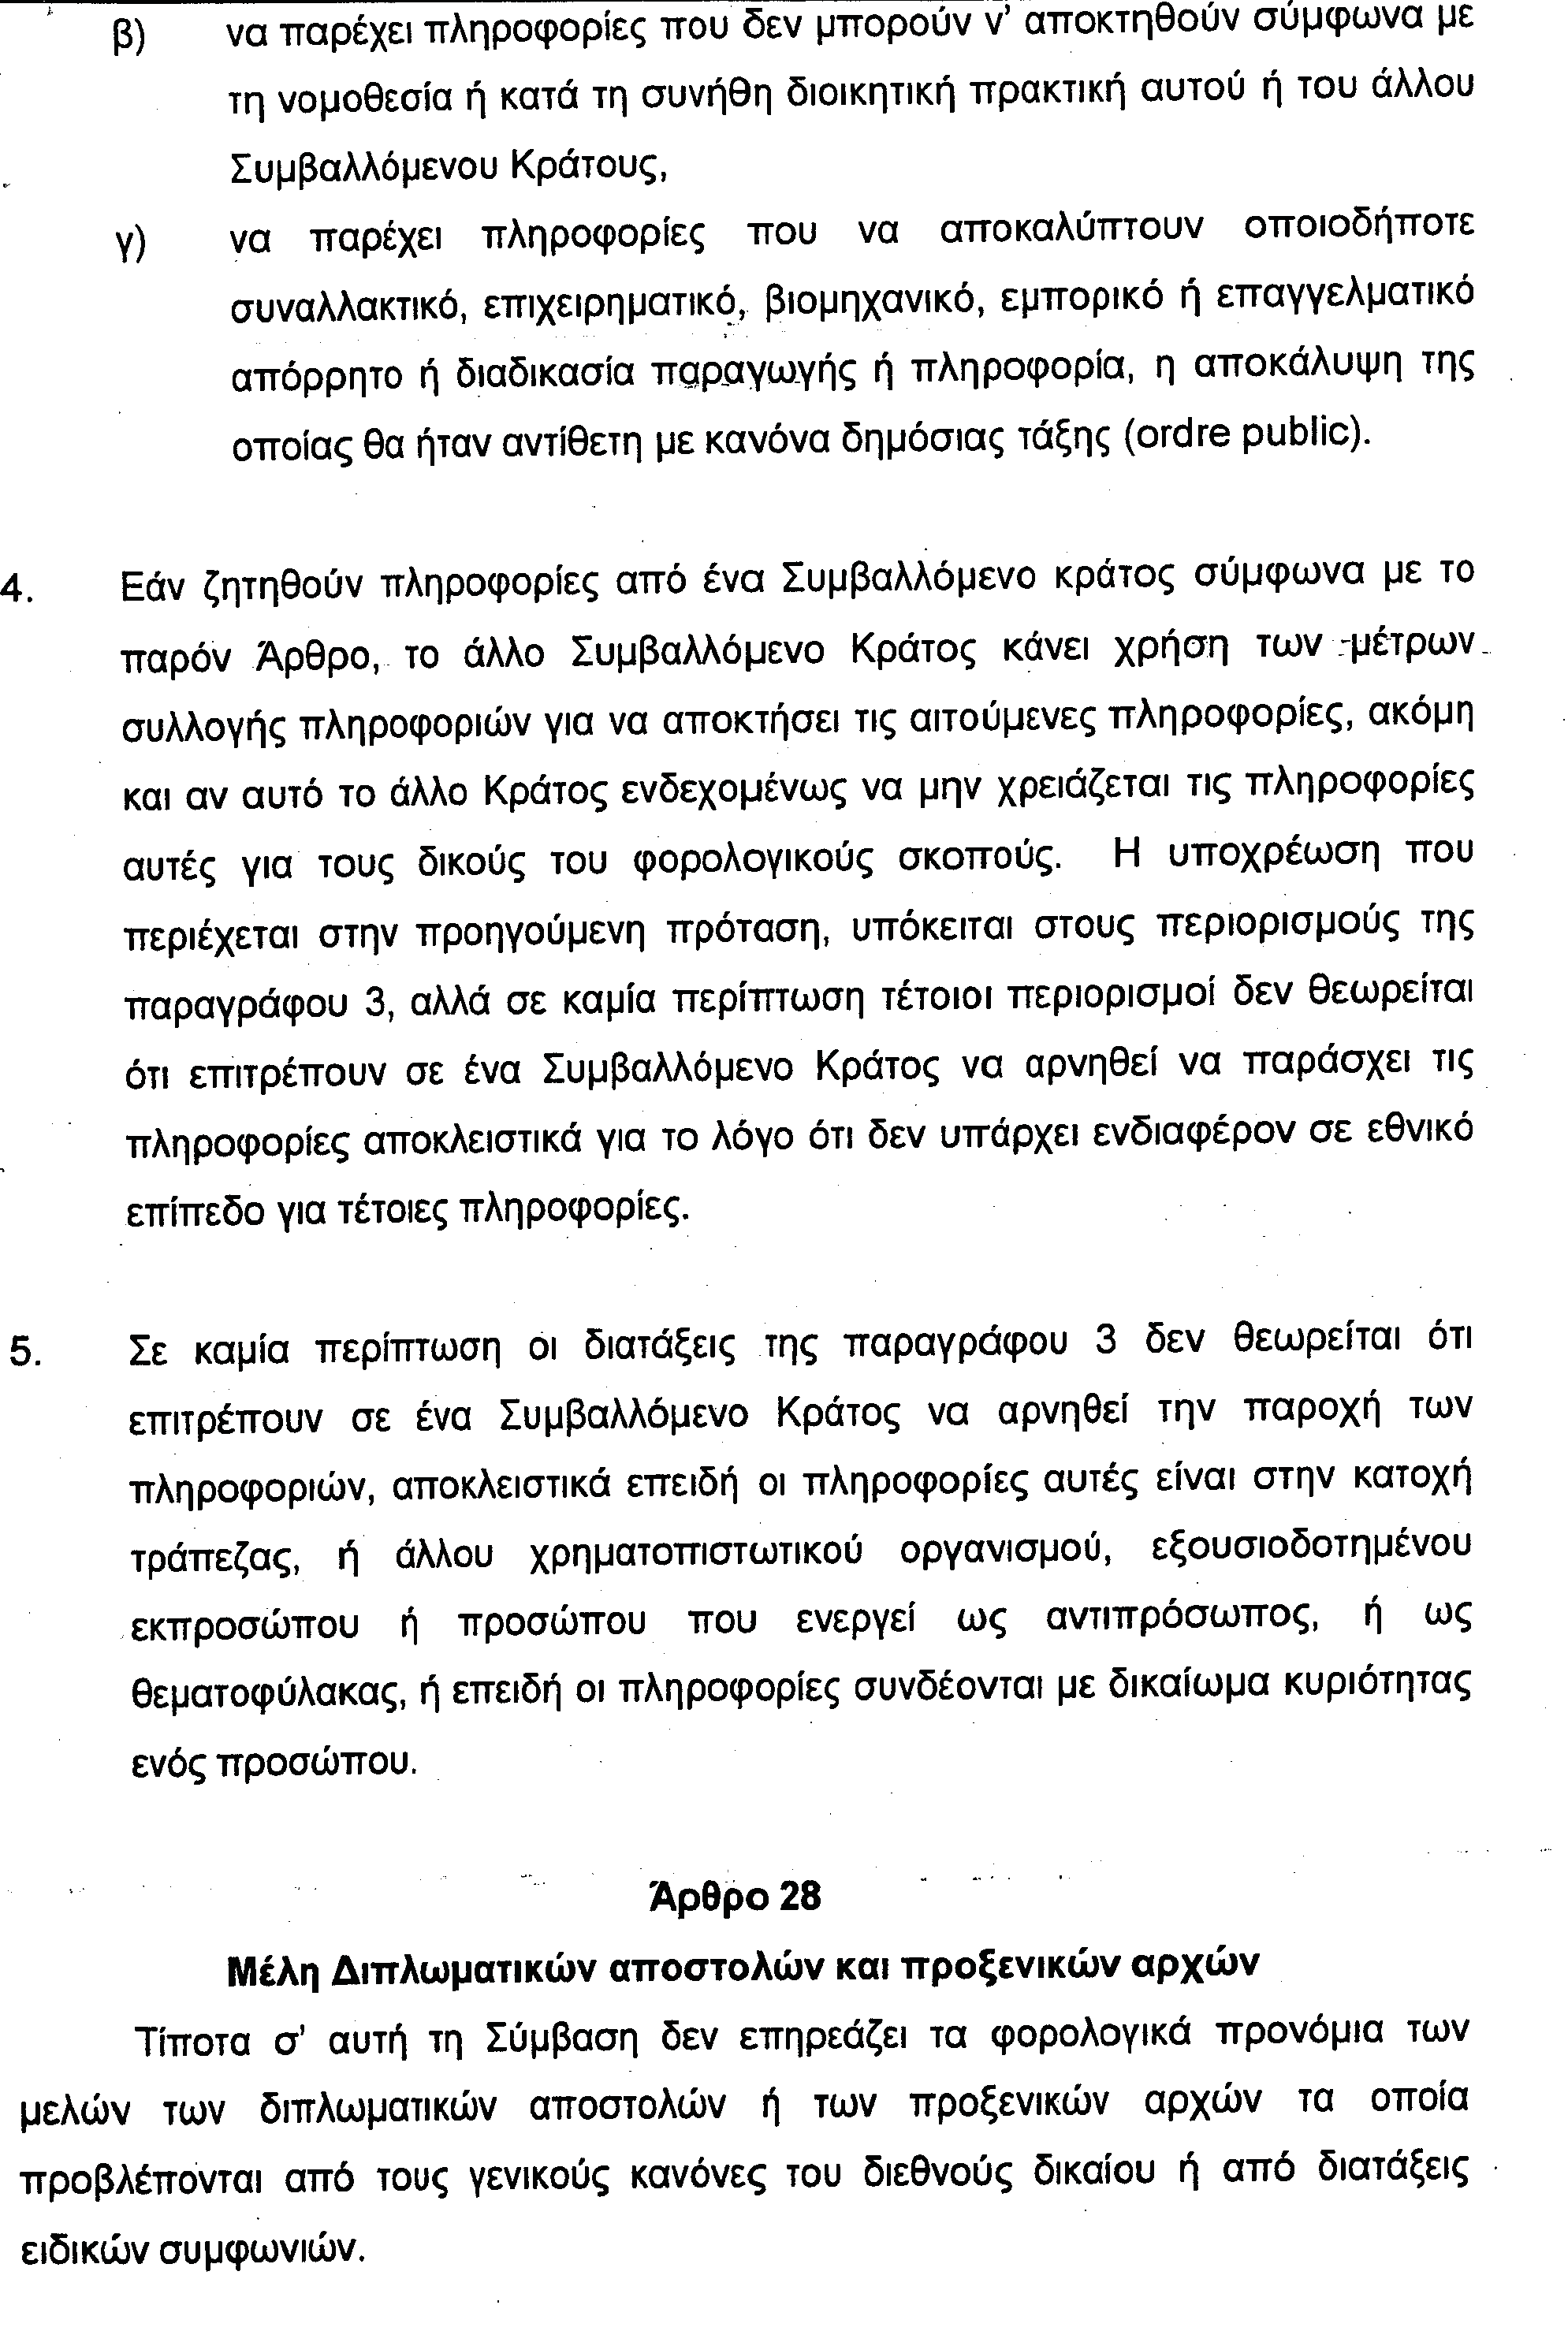 β) να παρέχει πληροφορίες που δεν μπορούν ν' αποκτηθούν σύμφωνα με
τη νομοθεσία ή κατά τη συνήθη διοικητική πρακτική αυτού ή του άλλου
Συμβαλλόμενου Κράτους,
γ) να παρέχει πληροφορίες που να αποκαλύπτουν οποιοδήποτε
συναλλακτικό, επιχειρηματικό, βιομηχανικό, εμπορικό ή επαγγελματικό
απόρρητο ή διαδικασία παραγωγής ή πληροφορία, η αποκάλυψη της
οποίας θα ήταν αντίθετη με κανόνα δημόσιας τάξης (ordre public).
4. Εάν ζητηθούν πληροφορίες από ένα Συμβαλλόμενο κράτος σύμφωνα με το
παρόν Άρθρο, το άλλο Συμβαλλόμενο Κράτος κάνει χρήση των μέτρων
συλλογής πληροφοριών για να αποκτήσει τις αιτούμενες πληροφορίες, ακόμη
και αν αυτό το άλλο Κράτος ενδεχομένως να μην χρειάζεται τις πληροφορίες
αυτές για τους δικούς του φορολογικούς σκοπούς. Η υποχρέωση που
περιέχεται στην προηγούμενη πρόταση, υπόκειται στους περιορισμούς της
παραγράφου 3, αλλά σε καμία περίπτωση τέτοιοι περιορισμοί δεν θεωρείται
ότι επιτρέπουν σε ένα Συμβαλλόμενο Κράτος να αρνηθεί να παράσχει τις
πληροφορίες αποκλειστικά για το λόγο ότι δεν υπάρχει ενδιαφέρον σε εθνικό
επίπεδο για τέτοιες πληροφορίες.
5. Σε καμία περίπτωση οι διατάξεις της παραγράφου 3 δεν θεωρείται ότι
επιτρέπουν σε ένα Συμβαλλόμενο Κράτος να αρνηθεί την παροχή των
πληροφοριών, αποκλειστικά επειδή οι πληροφορίες αυτές είναι στην κατοχή
τράπεζας, ή άλλου χρηματοπιστωτικού οργανισμού, εξουσιοδοτημένου
εκπροσώπου ή προσώπου που ενεργεί ως αντιπρόσωπος, ή ως
θεματοφύλακας, ή επειδή οι πληροφορίες συνδέονται με δικαίωμα κυριότητας
ενός προσώπου.
Άρθρο 28
Μέλη Διπλωματικών αποστολών και προξενικών αρχών
Τίποτα σ' αυτή τη Σύμβαση δεν επηρεάζει τα φορολογικά προνόμια των
μελών των διπλωματικών αποστολών ή των προξενικών αρχών τα οποία
προβλέπονται από τους γενικούς κανόνες του διεθνούς δικαίου ή από διατάξεις
ειδικών συμφωνιών.